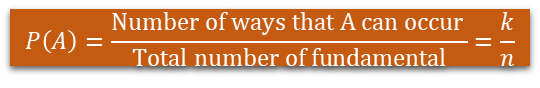 P(A) = Number of ways that A can occur / Total number of fundamental = k / n